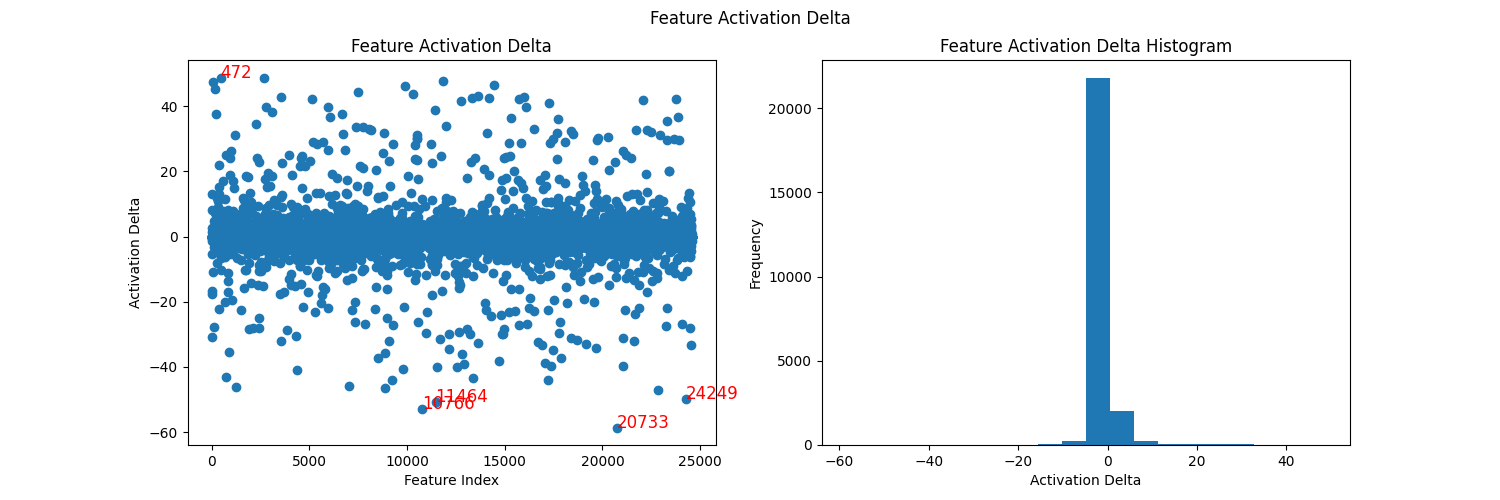 Feature Activation Delta
Feature Activation Delta
Activation Delta
40
20
0
−20
−40
−60
472
11464
10766
24249
20733
0 5000 10000 15000 20000 25000
Feature Index
Feature Activation Delta Histogram
Frequency
20000
15000
10000
5000
0
−60 −40 −20 0 20 40
Activation Delta